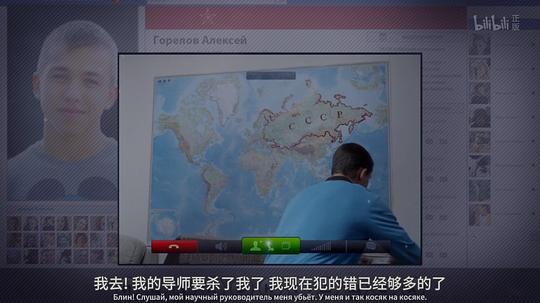 bilibili 正版
Горелов Алексей
СССР
我去! 我的导师要杀了我了 我现在犯的错已经够多的了
Блин! Слушай, мой научный руководитель меня убьёт. У меня и так косяк на косяке.